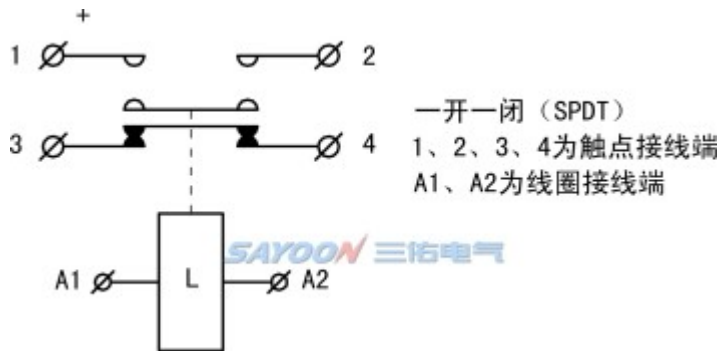 +
1 2
3 4
一开一闭（SPDT）
1、2、3、4为触点接线端
A1、A2为线圈接线端
SAYOON 三佑电气
A1 L A2